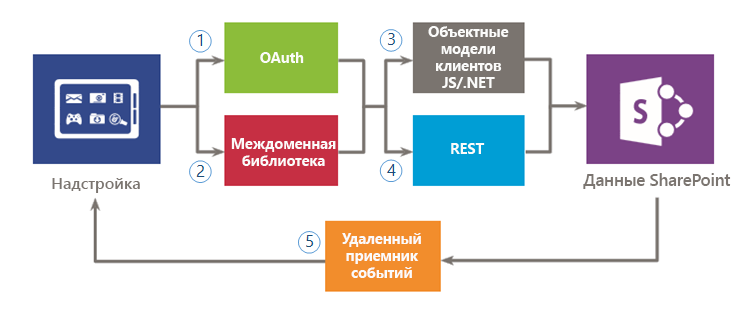 1
OAuth
2
Междоменная
библиотека
3
Объектные
модели
клиентов
JS/.NET
4
REST
S
Надстройка
Данные SharePoint
5
Удаленный
приемник
событий